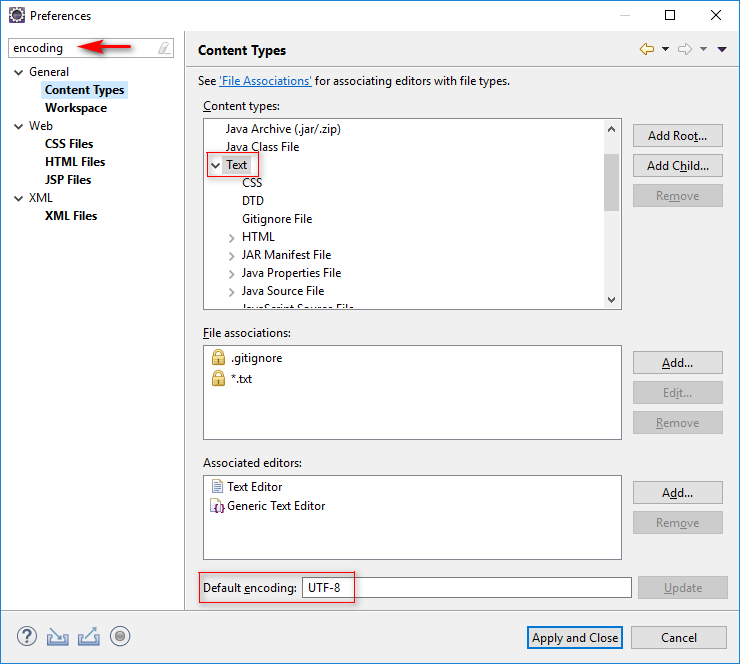 Preferences
encoding
General
Content Types
Workspace
Web
CSS Files
HTML Files
JSP Files
XML
XML Files
Content Types
See 'File Associations' for associating editors with file types.
Content types:
Java Archive (.jar/.zip)
Java Class File
Text
CSS
DTD
Gitignore File
HTML
JAR Manifest File
Java Properties File
Java Source File
JavaScript Source File
Add Root...
Add Child...
Remove
File associations:
.gitignore
*.txt
Add...
Edit...
Remove
Associated editors:
Text Editor
Generic Text Editor
Add...
Remove
Default encoding: UTF-8
Update
Apply and Close
Cancel